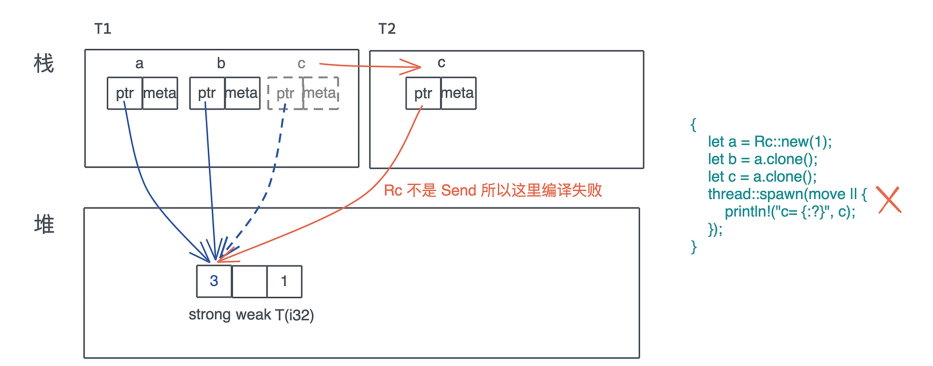 T1
T2
栈
a
b
c
c
ptr meta
ptr meta
ptr meta
ptr meta
Rc 不是 Send 所以这里编译失败
堆
3
1
strong weak T(i32)
{
let a = Rc::new(1);
let b = a.clone();
let c = a.clone();
thread::spawn(move || {
println!("c= {:?}", c);
});
}